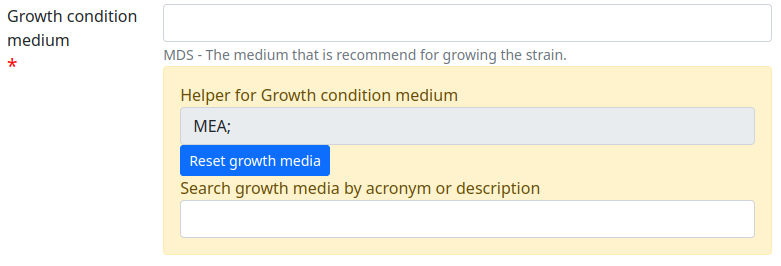 Growth condition
medium
*
MDS - The medium that is recommend for growing the strain.
Helper for Growth condition medium
MEA;
Reset growth media
Search growth media by acronym or description